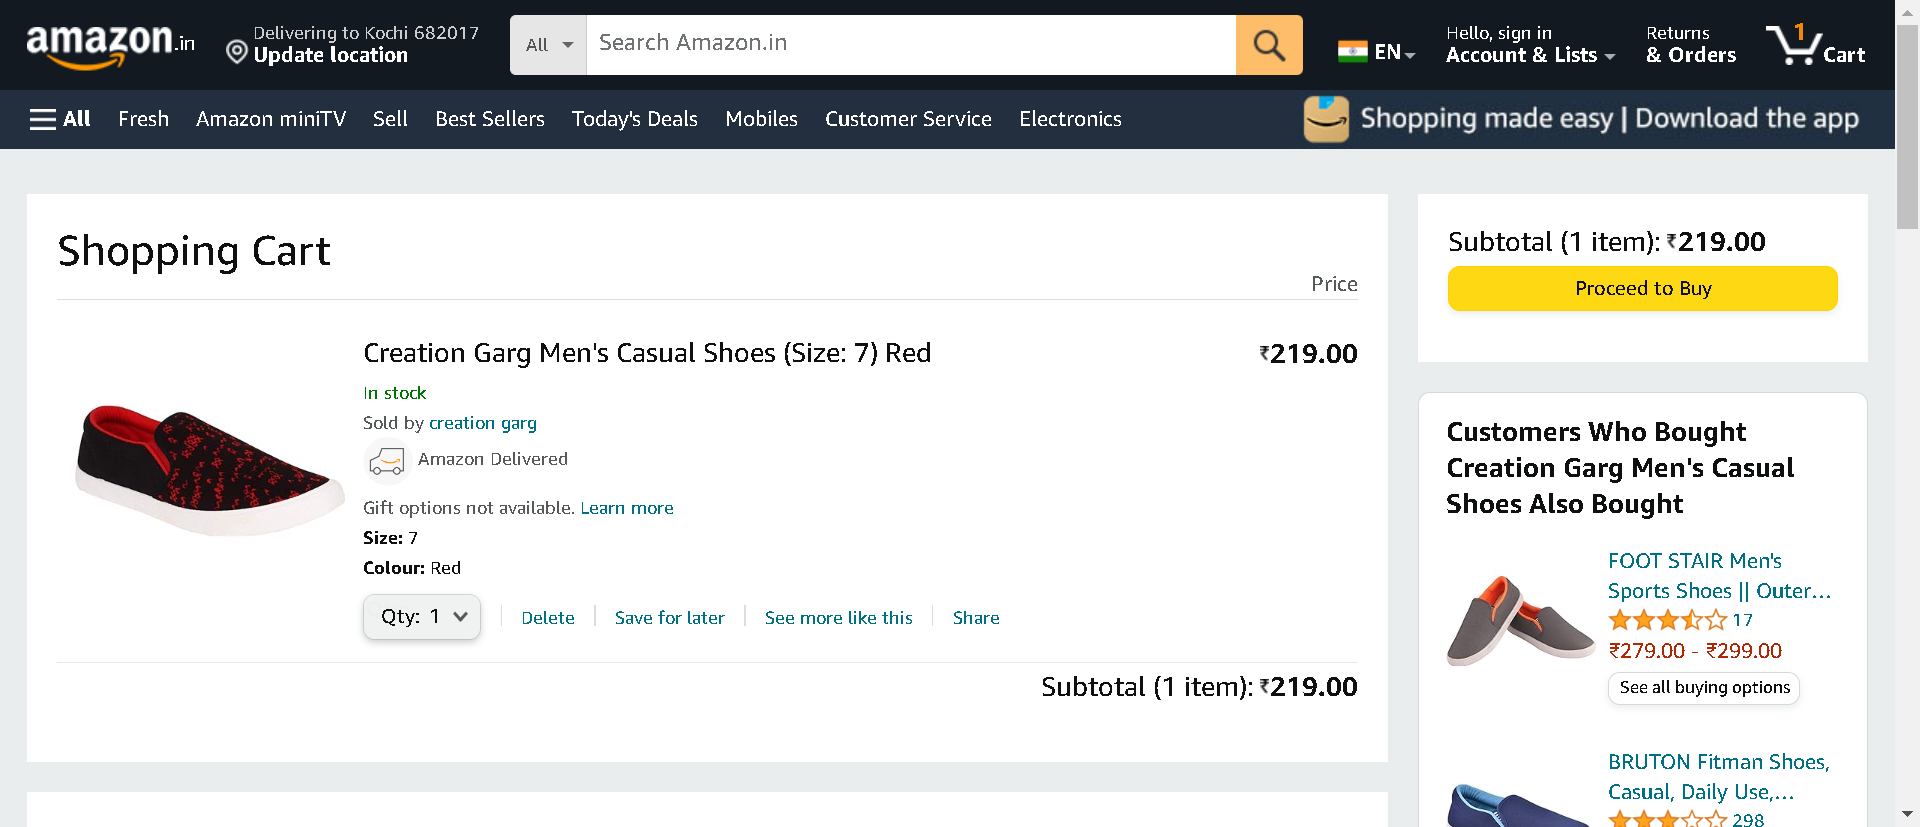 amazon.in
Delivering to Kochi 682017
Update location
All
Search Amazon.in
EN
Hello, sign in
Account & Lists
Returns
& Orders
1
Cart
All
Fresh
Amazon miniTV
Sell
Best Sellers
Today's Deals
Mobiles
Customer Service
Electronics
Shopping made easy | Download the app
Shopping Cart
Price
Creation Garg Men's Casual Shoes (Size: 7) Red
₹219.00
In stock
Sold by creation garg
Amazon Delivered
Gift options not available. Learn more
Size: 7
Colour: Red
Qty: 1
Delete
Save for later
See more like this
Share
Subtotal (1 item): ₹219.00
Subtotal (1 item): ₹219.00
Proceed to Buy
Customers Who Bought
Creation Garg Men's Casual
Shoes Also Bought
FOOT STAIR Men's
Sports Shoes || Outer…
17
₹279.00 - ₹299.00
See all buying options
BRUTON Fitman Shoes,
Casual, Daily Use,…
298